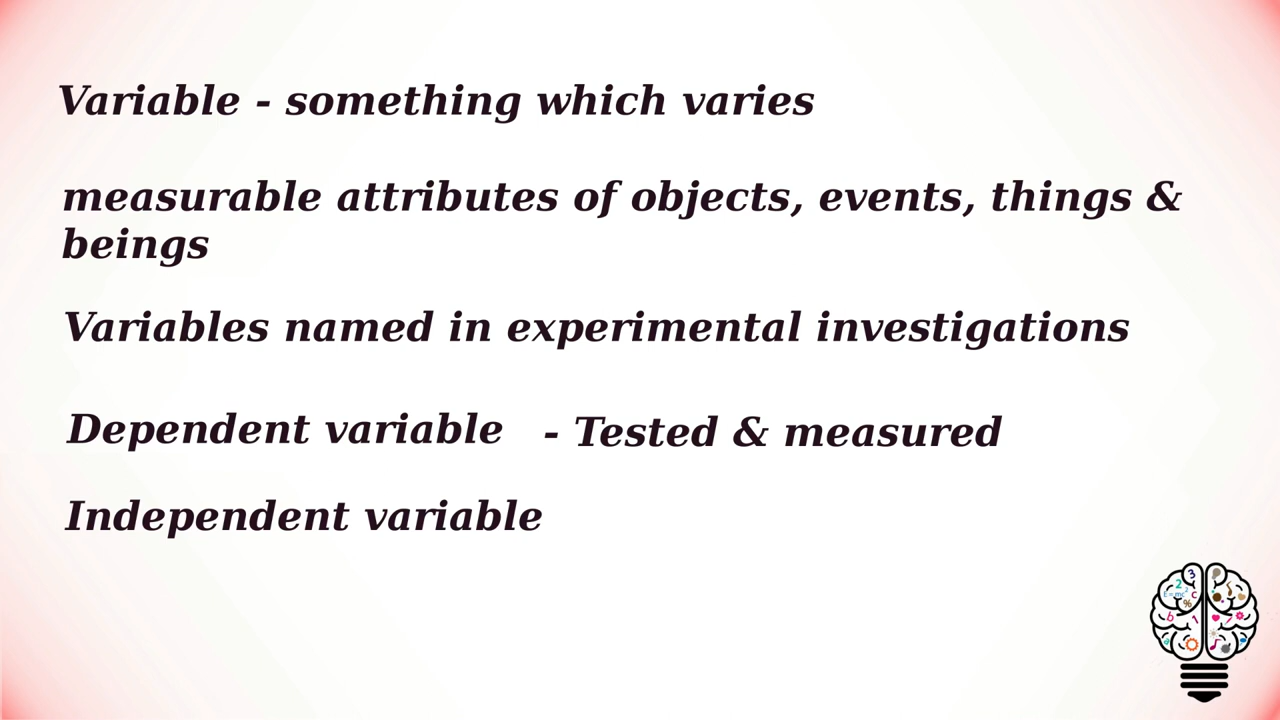 Variable - something which varies
measurable attributes of objects, events, things &
beings
Variables named in experimental investigations
Dependent variable - Tested & measured
Independent variable